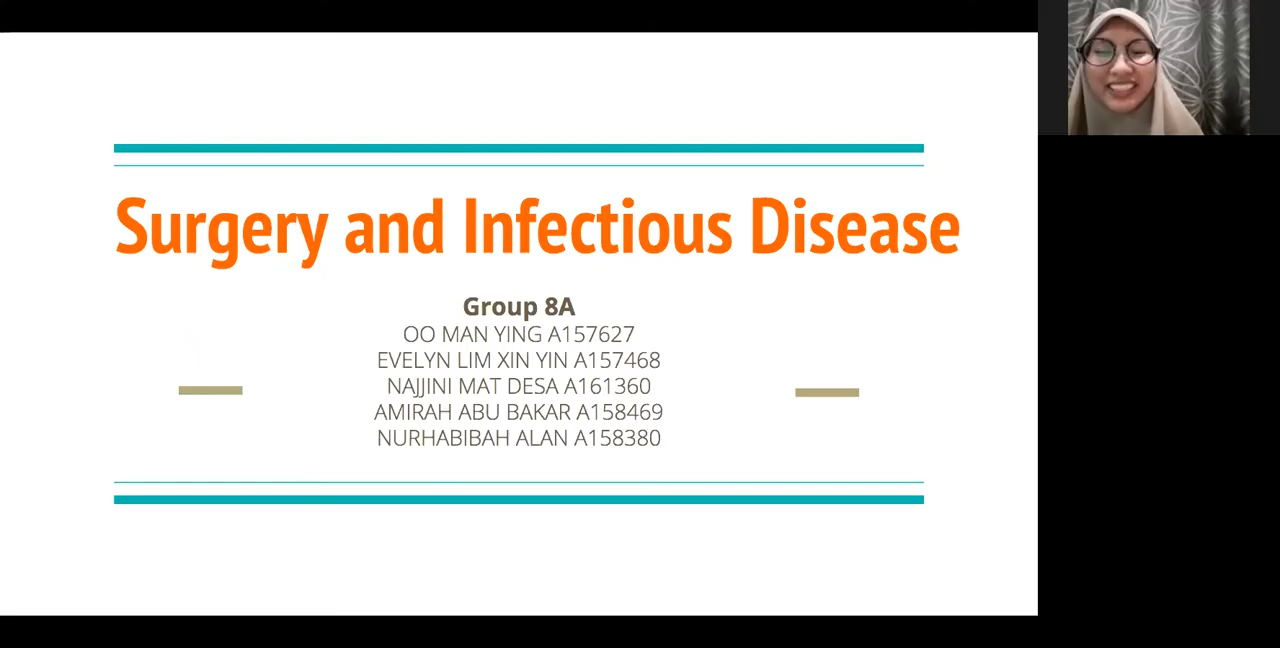 Surgery and Infectious Disease
Group 8A
OO MAN YING A157627
EVELYN LIM XIN YIN A157468
NAJJINI MAT DESA A161360
AMIRAH ABU BAKAR A158469
NURHABIBAH ALAN A158380